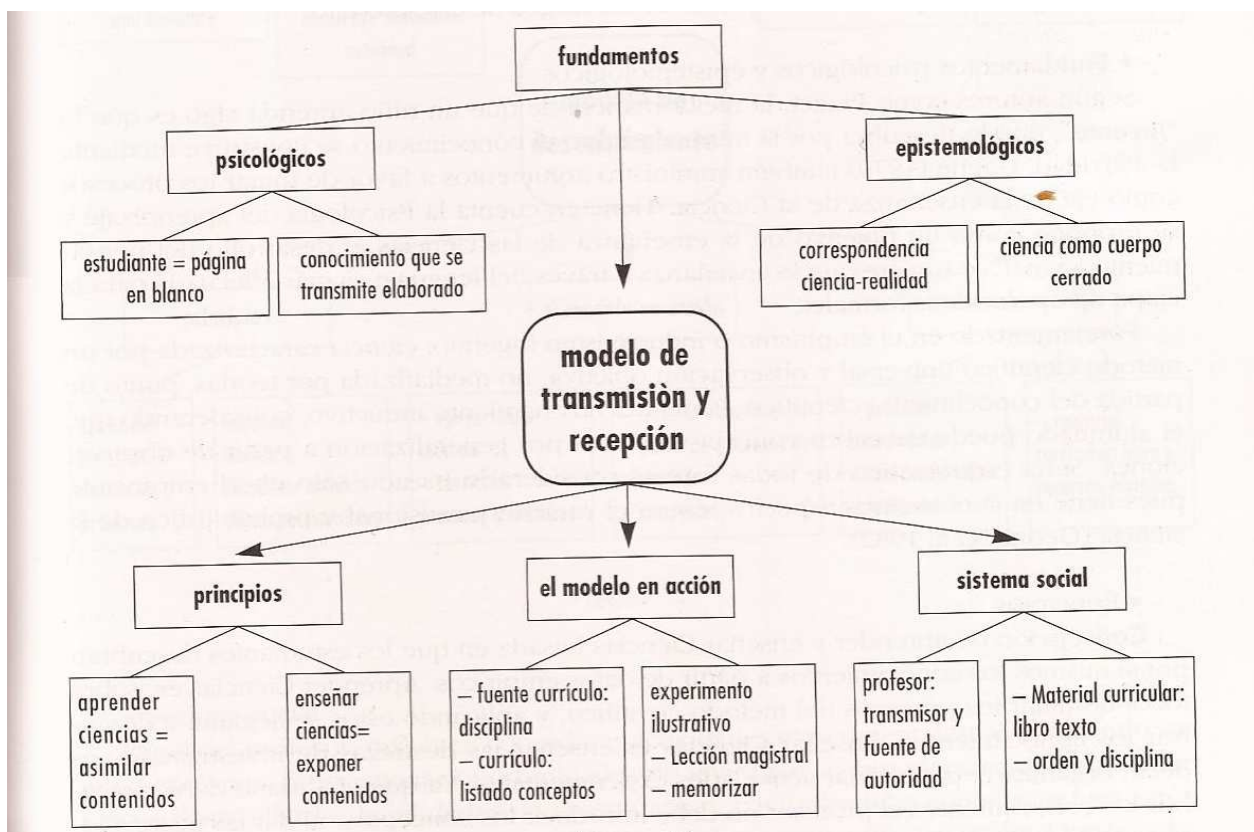 fundamentos
psicológicos
epistemológicos
estudiante = página
en blanco
conocimiento que se
transmite elaborado
correspondincia
ciencia-realidad
ciencia como cuerpo
cerrado
modelo de
transmisión y
recepción
principios
el modelo en acción
sistema social
aprender
ciencias =
asimilar
contenidos
enseñar
ciencias=
exponer
contenidos
– fuente currículo:
disciplina
– currículo:
listado conceptos
experimento
ilustrativo
– Lección magistral
– memorizar
profesor:
transmisor y
fuente de
autoridad
– Material curricular:
libro texto
– orden y disciplina